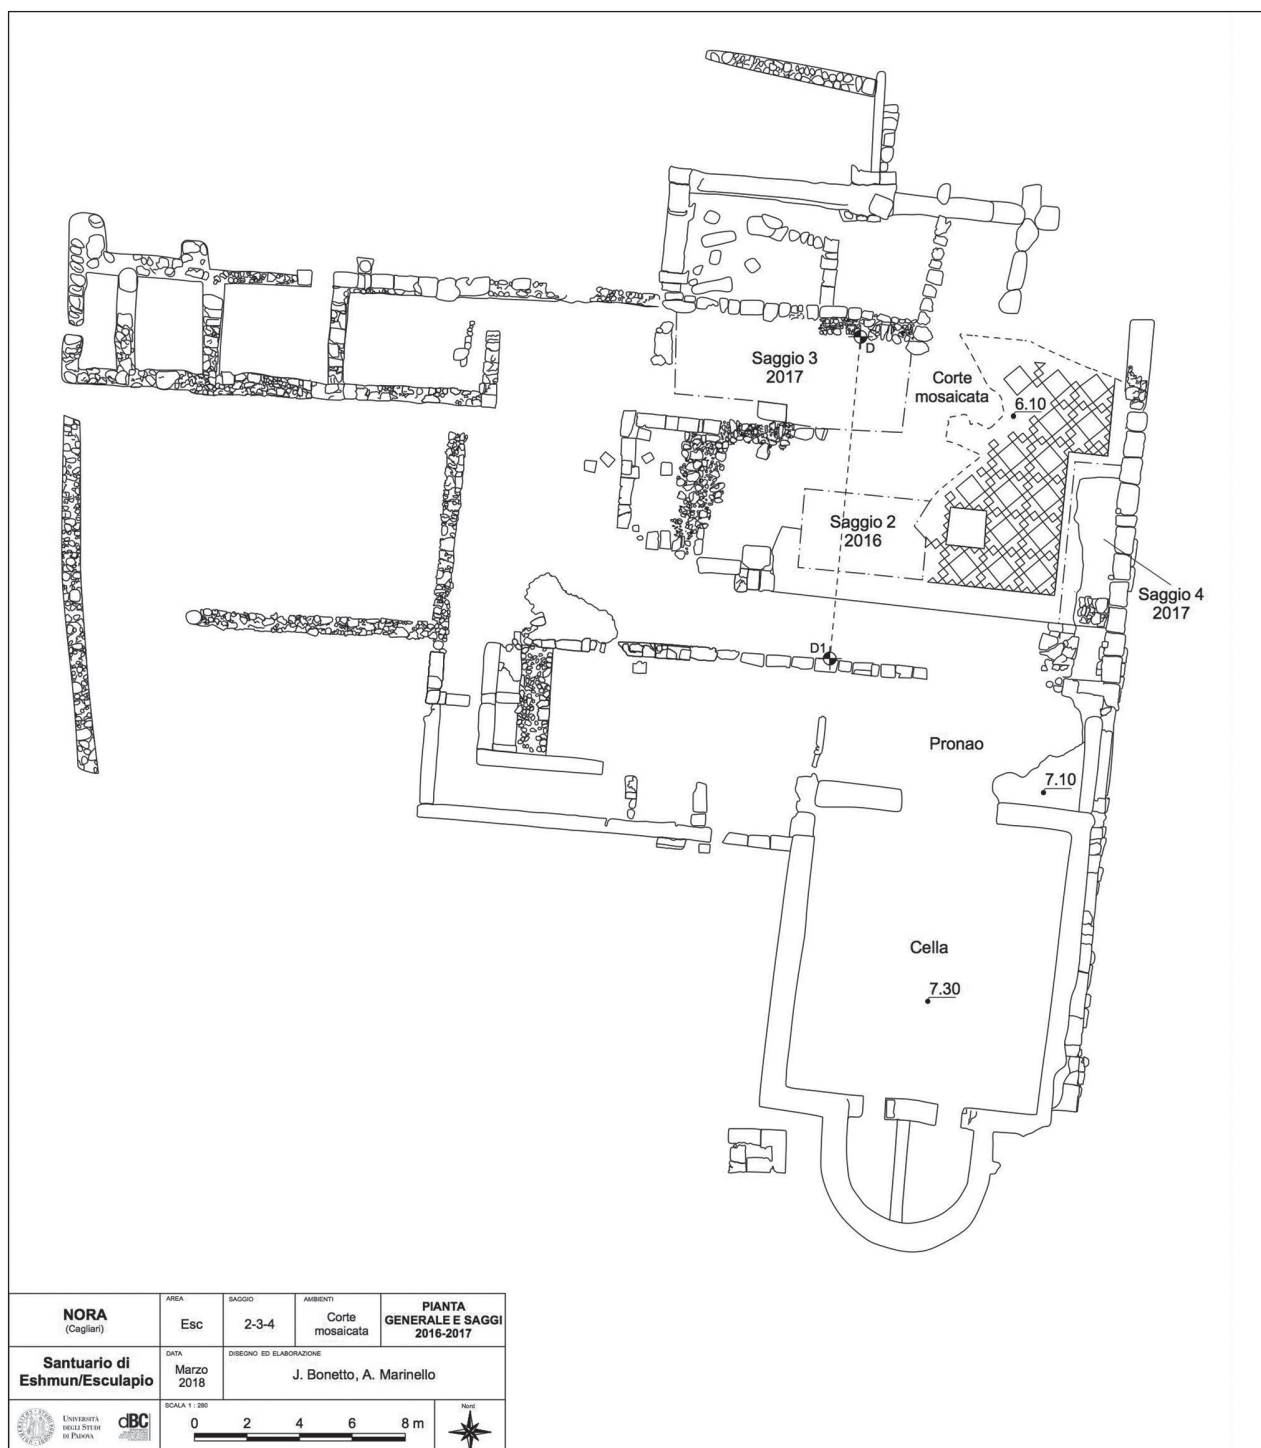 Saggio 3
2017
D
Corte
mosaicata
6.10
Saggio 2
2016
Saggio 4
2017
D1
Pronao
7.10
Cella
7.30
NORA
(Cagliari)
AREA
Esc
SAGGIO
2-3-4
AMBIENTI
Corte
mosaicata
PIANTA
GENERALE E SAGGI
2016-2017
Santuario di
Eshmun/Esculapio
DATA
Marzo
2018
DISEGNO ED ELABORAZIONE
J. Bonetto, A. Marinello
UNIVERSITÀ
DEGLI STUDI
DI PADOVA
dBC
SCALA 1 : 280
0 2 4 6 8 m
Nord